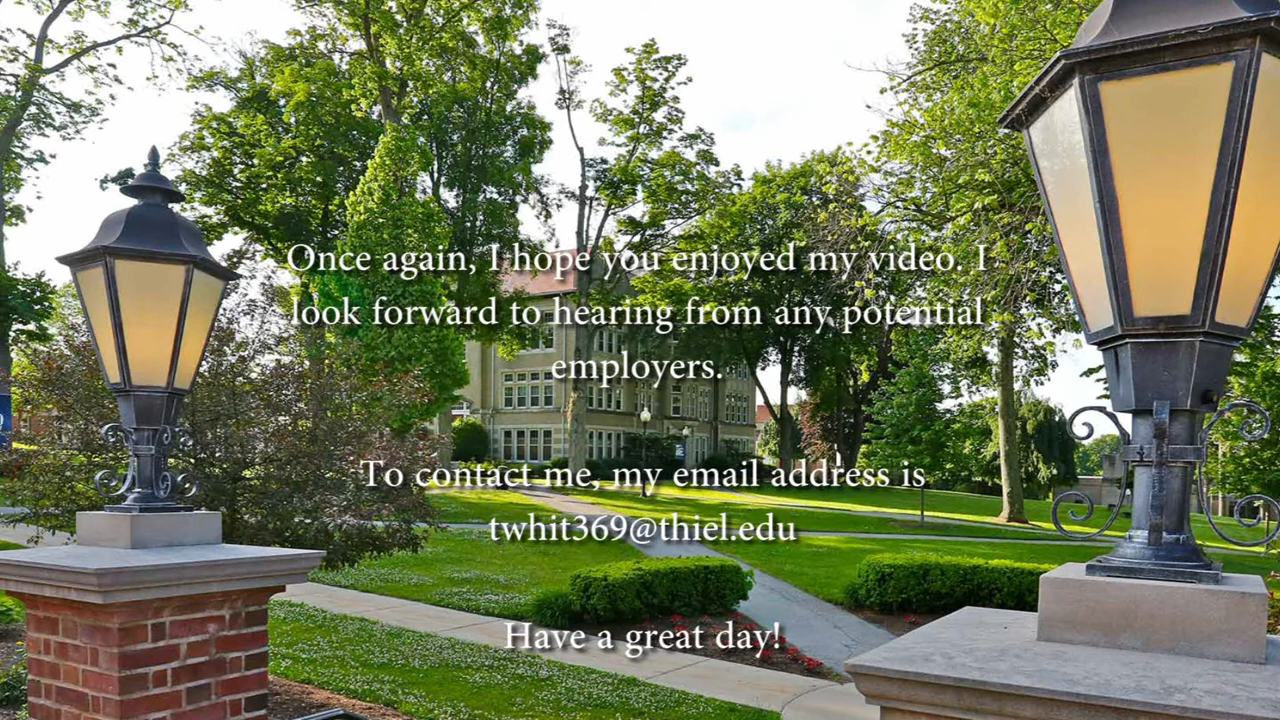 Once again, I hope you enjoyed my video. I
look forward to hearing from any potential
employers.
To contact me, my email address is
twhit369@thiel.edu
Have a great day!